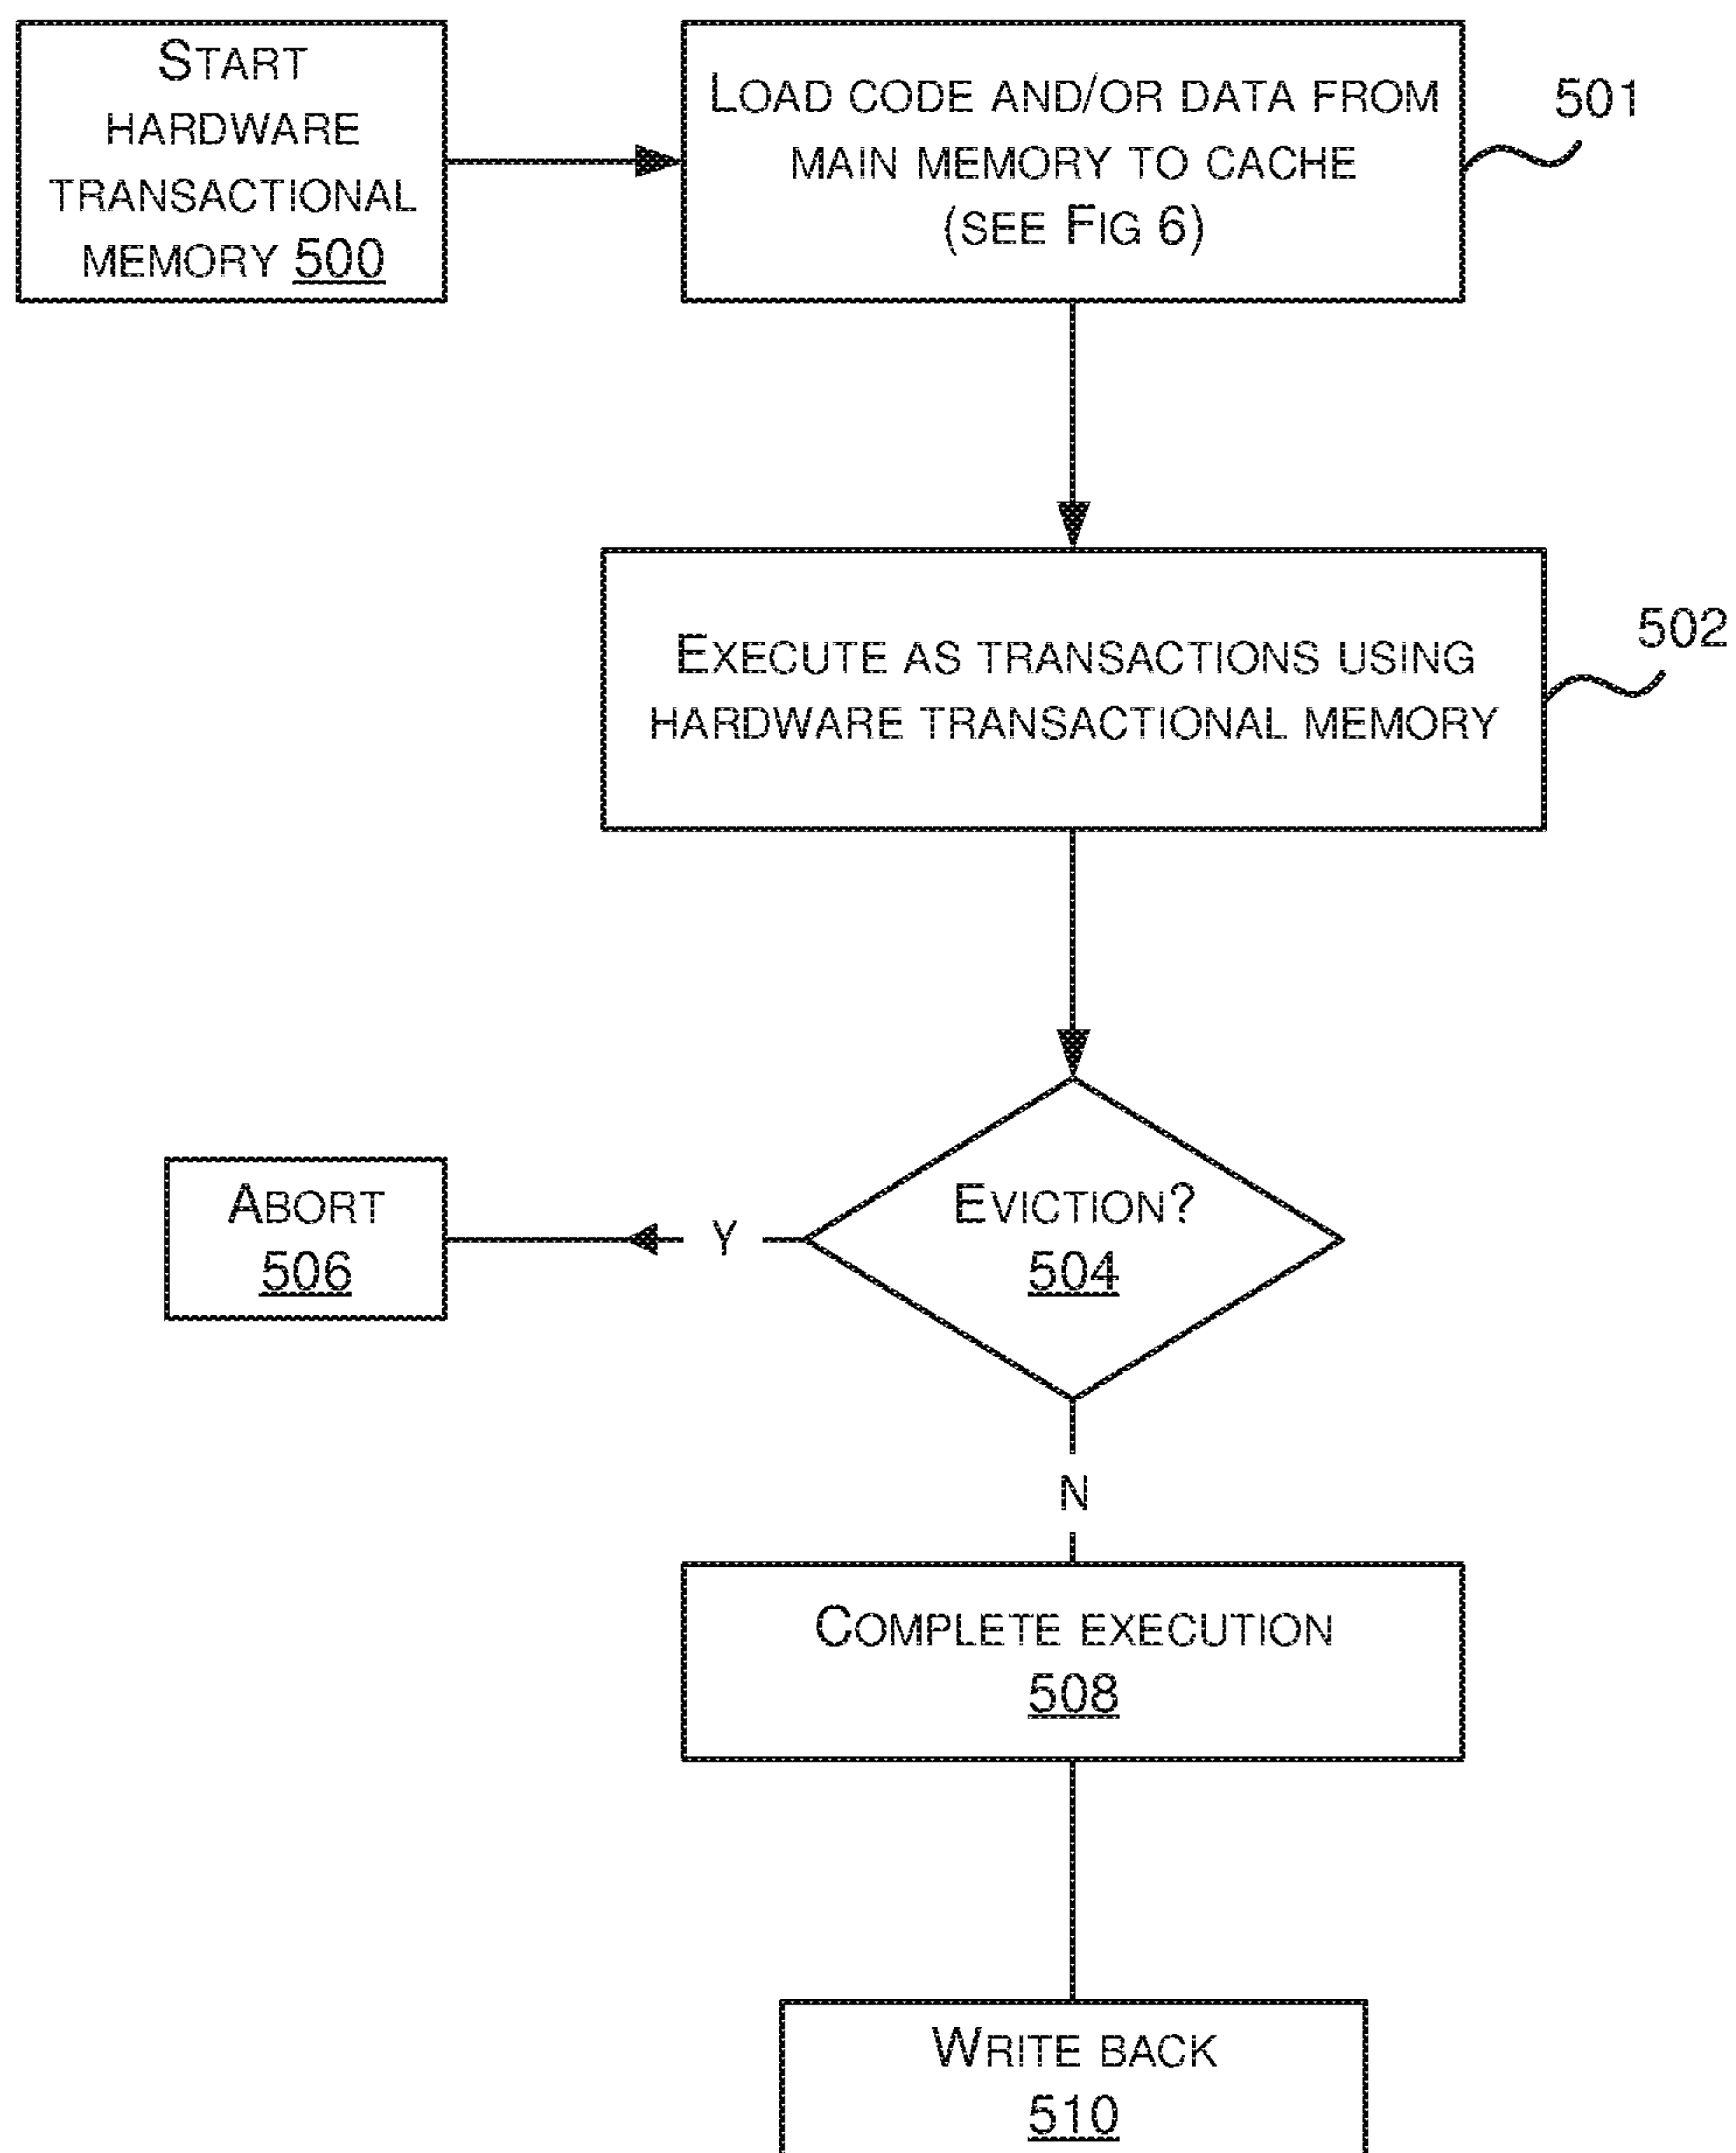 START
HARDWARE
TRANSACTIONAL
MEMORY 500
LOAD CODE AND/OR DATA FROM
MAIN MEMORY TO CACHE
(SEE FIG 6)
501
EXECUTE AS TRANSACTIONS USING
HARDWARE TRANSACTIONAL MEMORY
502
EVICTION?
504
Y
ABORT
506
N
COMPLETE EXECUTION
508
WRITE BACK
510